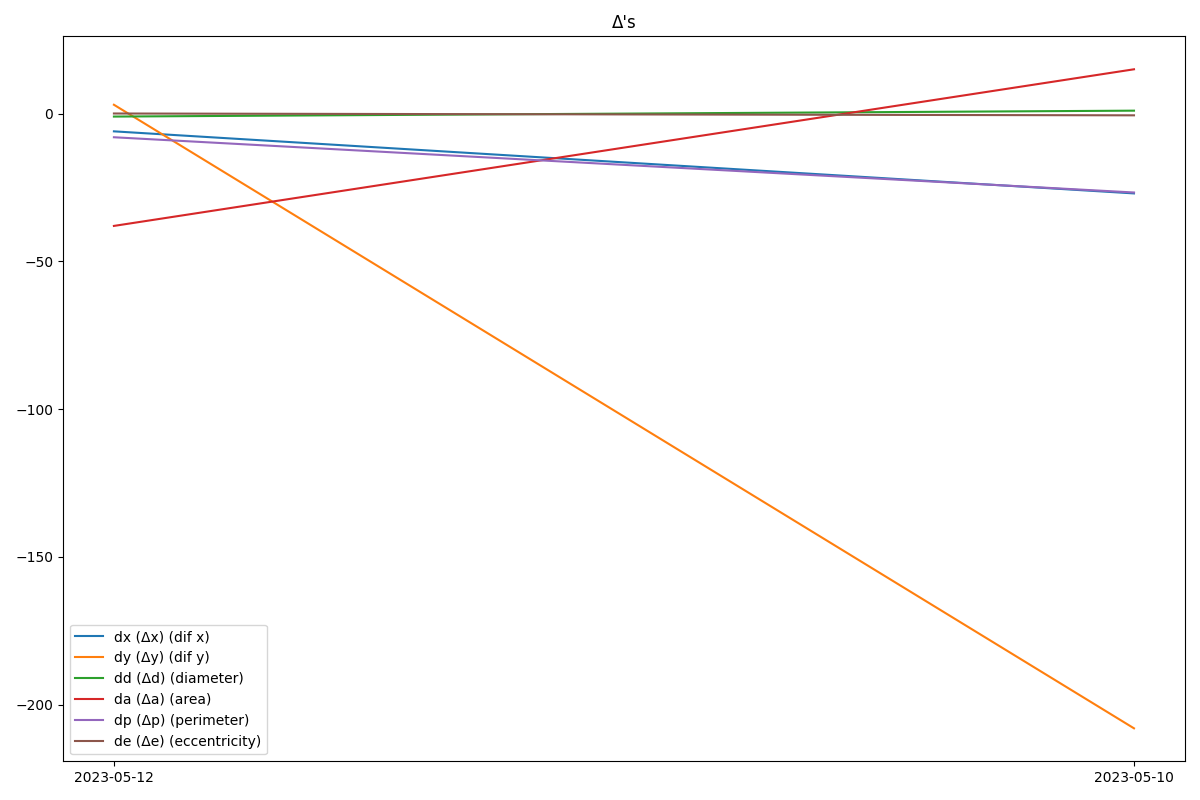 Δ's
0
−50
−100
−150
−200
dx (Δx) (dif x)
dy (Δy) (dif y)
dd (Δd) (diameter)
da (Δa) (area)
dp (Δp) (perimeter)
de (Δe) (eccentricity)
2023-05-12
2023-05-10